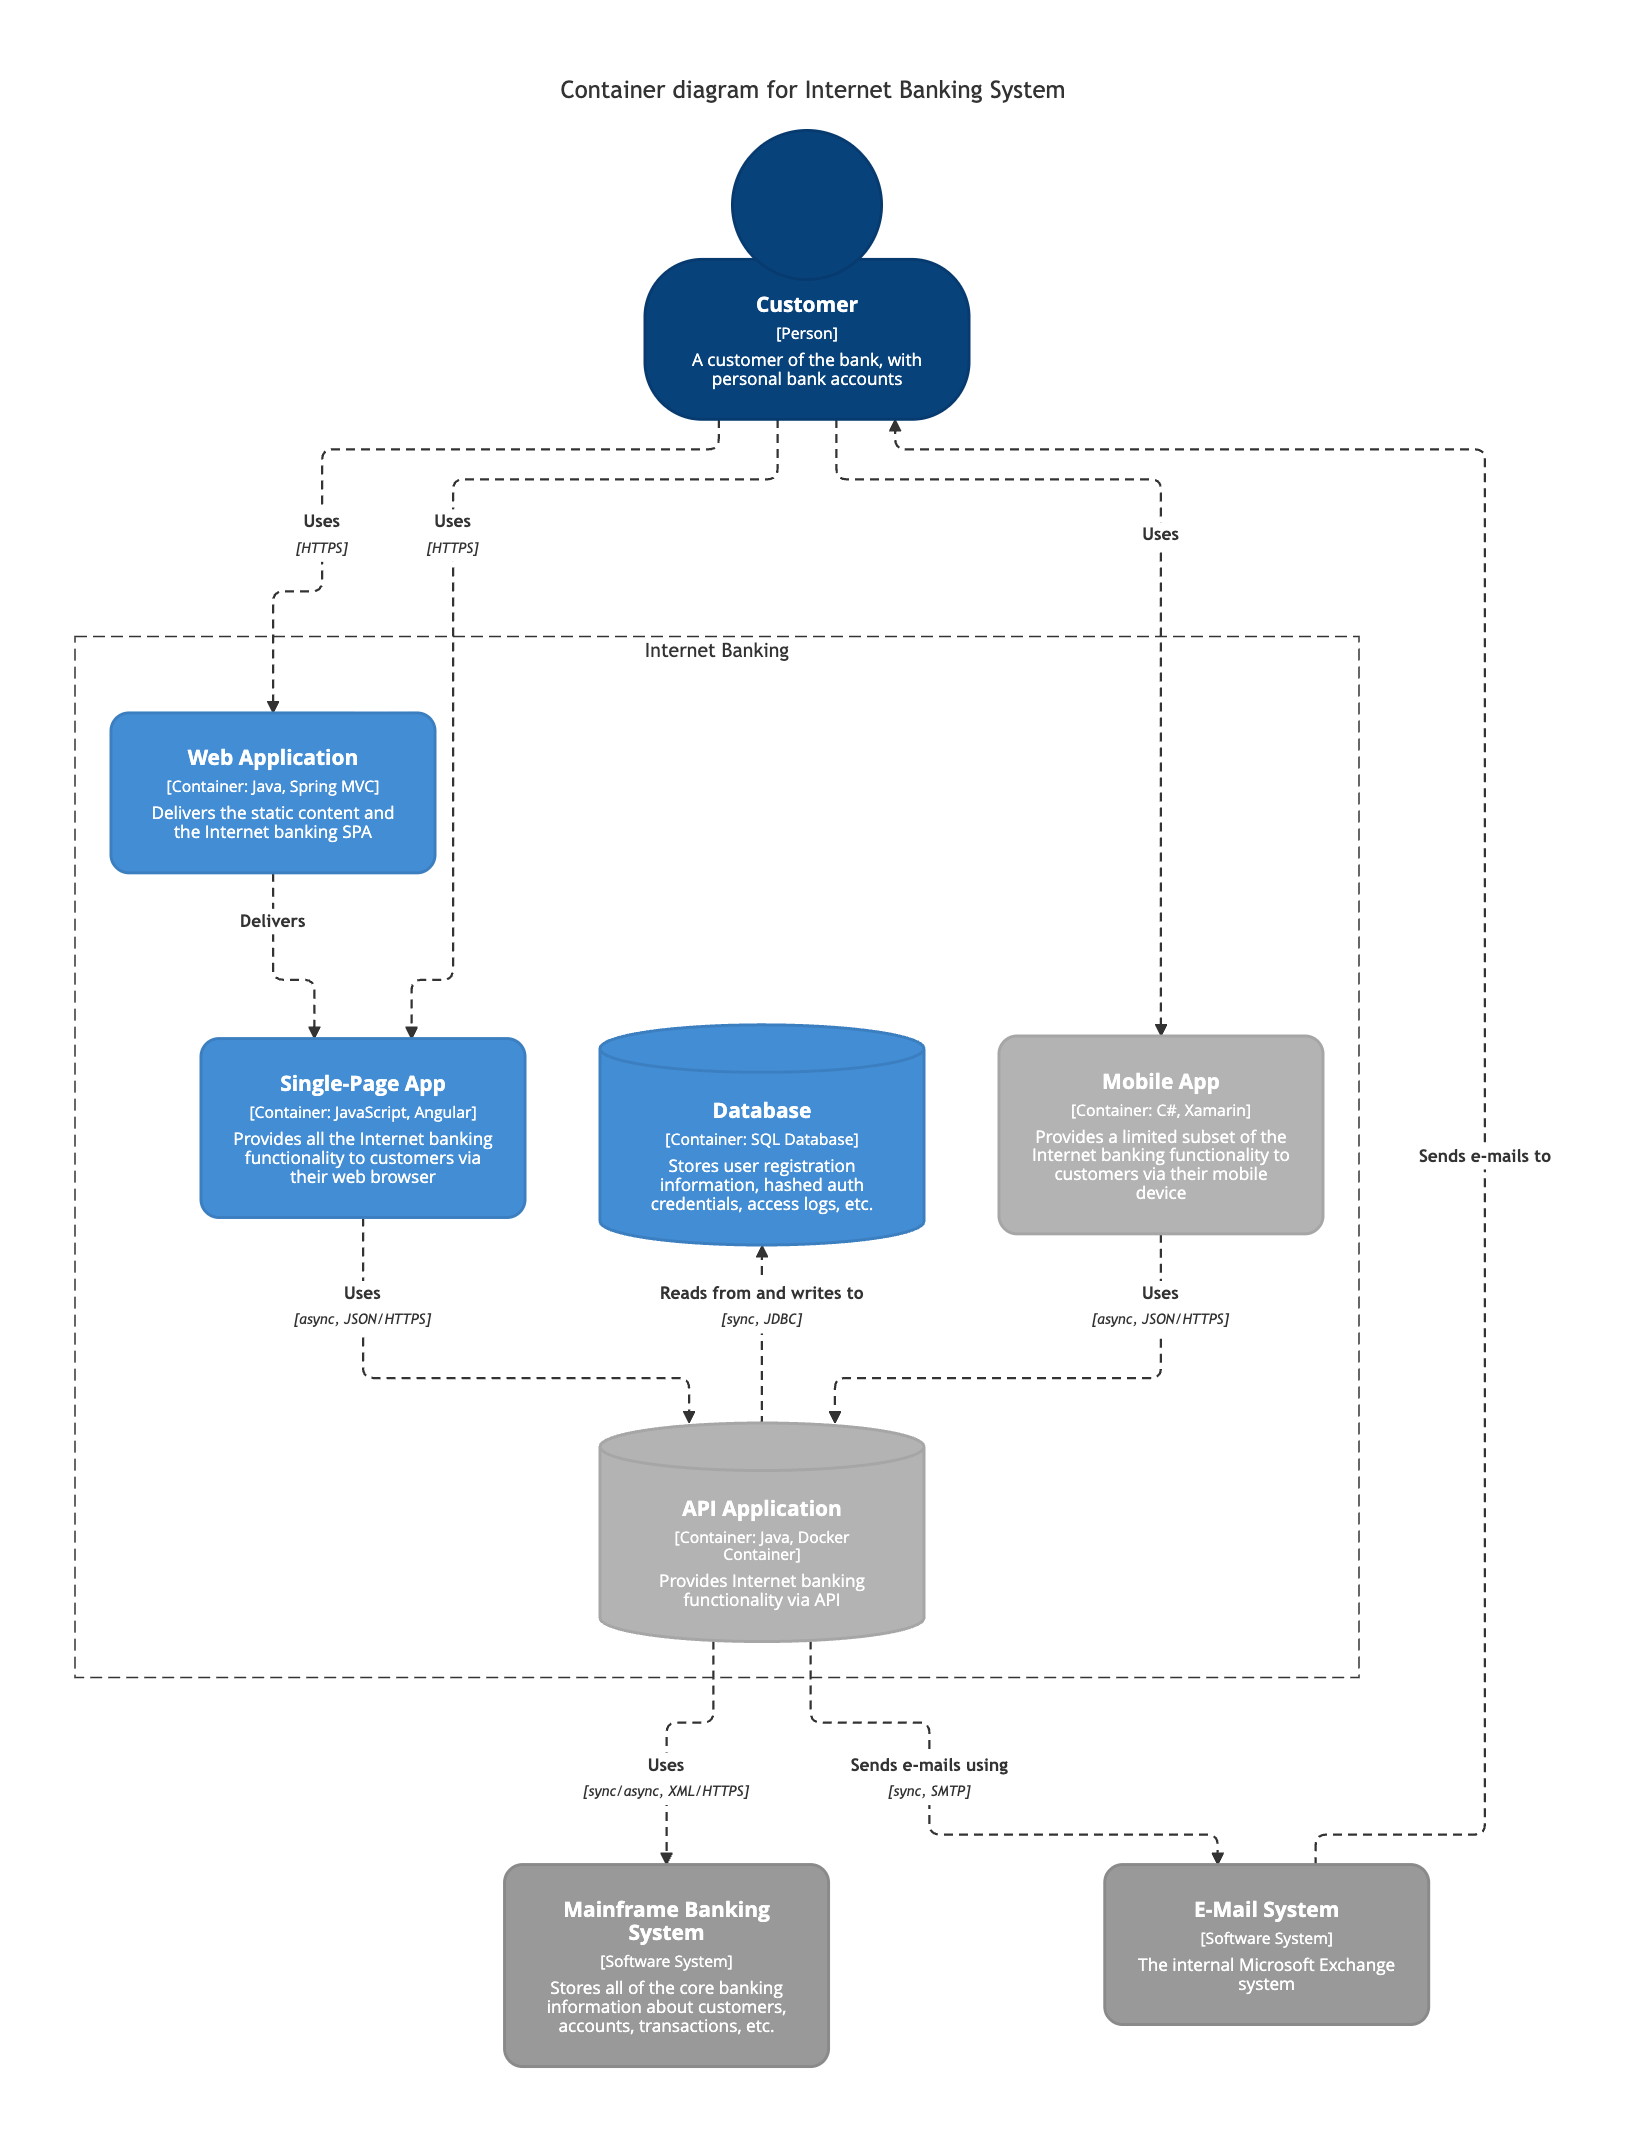 Container diagram for Internet Banking System
Customer
[Person]
A customer of the bank, with
personal bank accounts
Uses
[HTTPS]
Uses
[HTTPS]
Uses
Internet Banking
Web Application
[Container: Java, Spring MVC]
Delivers the static content and
the Internet banking SPA
Delivers
Single-Page App
[Container: JavaScript, Angular]
Provides all the Internet banking
functionality to customers via
their web browser
Database
[Container: SQL Database]
Stores user registration
information, hashed auth
credentials, access logs, etc.
Mobile App
[Container: C#, Xamarin]
Provides a limited subset of the
Internet banking functionality to
customers via their mobile
device
Sends e-mails to
Uses
[async, JSON/HTTPS]
Reads from and writes to
[sync, JDBC]
Uses
[async, JSON/HTTPS]
API Application
[Container: Java, Docker
Container]
Provides Internet banking
functionality via API
Uses
[sync/async, XML/HTTPS]
Sends e-mails using
[sync, SMTP]
Mainframe Banking
System
[Software System]
Stores all of the core banking
information about customers,
accounts, transactions, etc.
E-Mail System
[Software System]
The internal Microsoft Exchange
system